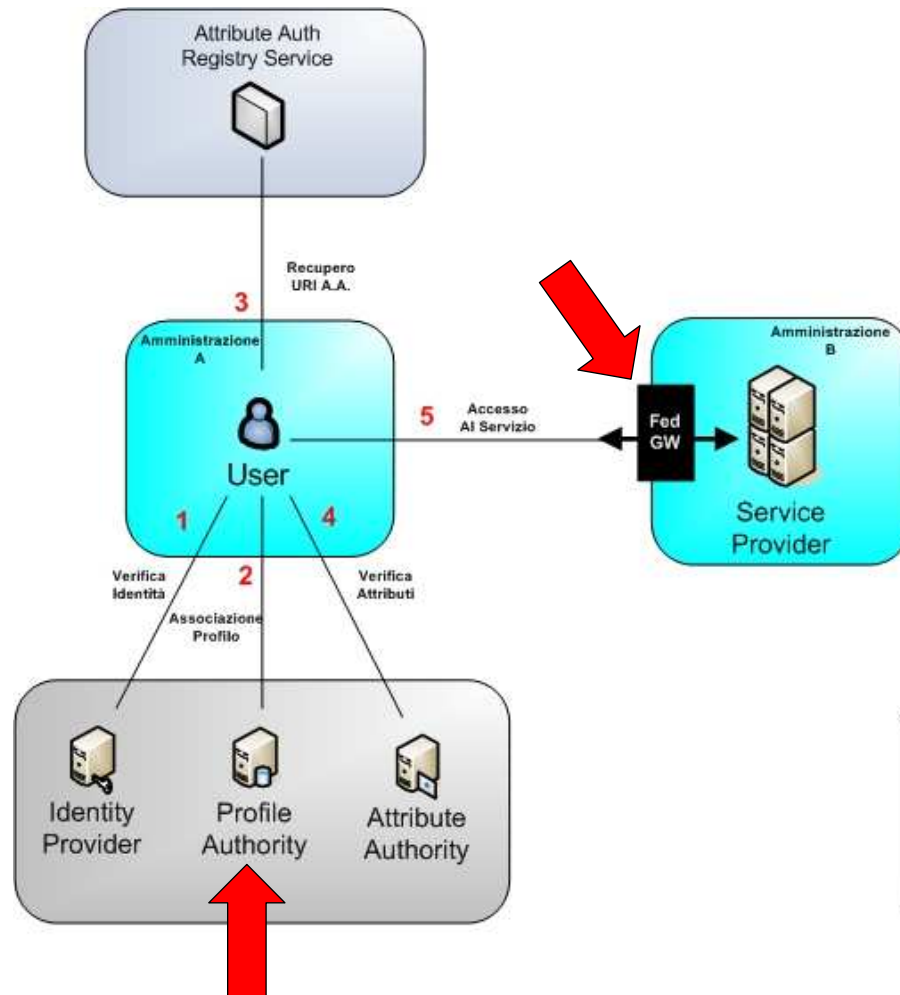 Attribute Auth
Registry Service
Recupero
URI A.A.
3
Amministrazione
A
Amministrazione
B
5
Accesso
Al Servizio
Fed
GW
User
Service
Provider
1
4
2
Verifica
Identità
Verifica
Attributi
Associazione
Profilo
Identity
Provider
Profile
Authority
Attribute
Authority